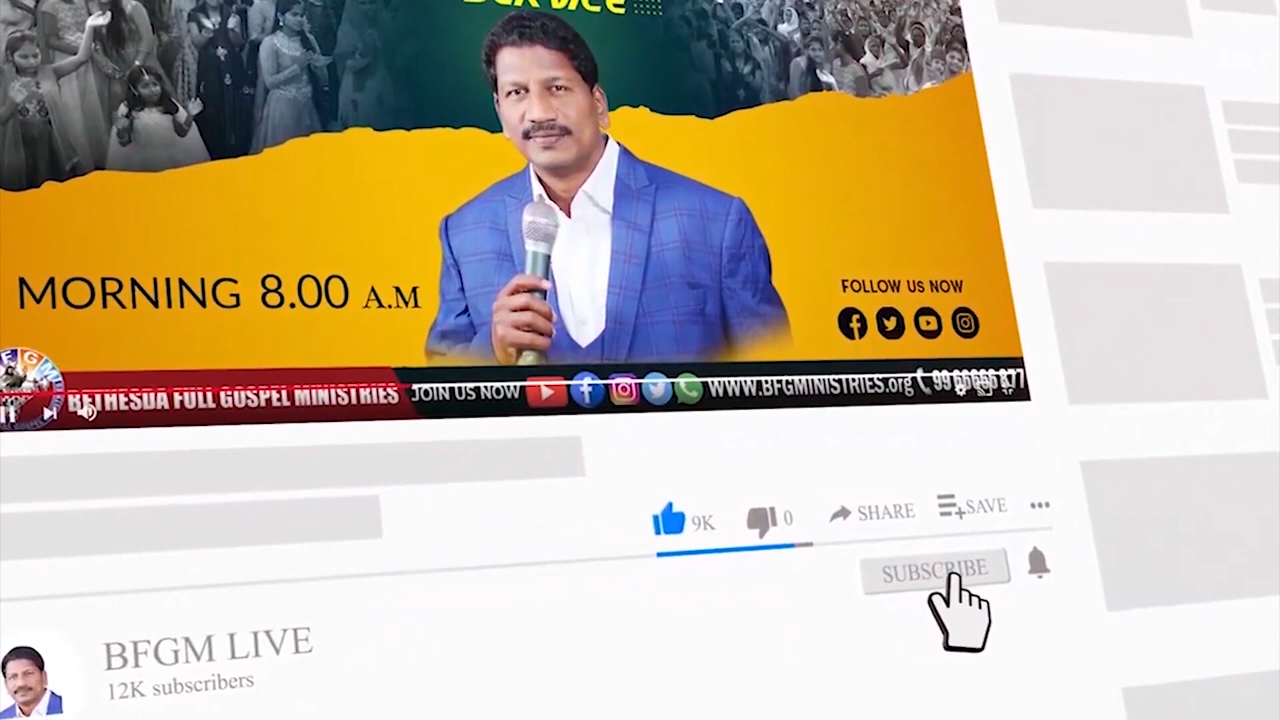 SERVICE
MORNING 8.00 A.M
FOLLOW US NOW
BETHESDA FULL GOSPEL MINISTRIES JOIN US NOW WWW.BFGMINISTRIES.org
9K 0 SHARE SAVE
SUBSCRIBE
BFGM LIVE
12K subscribers